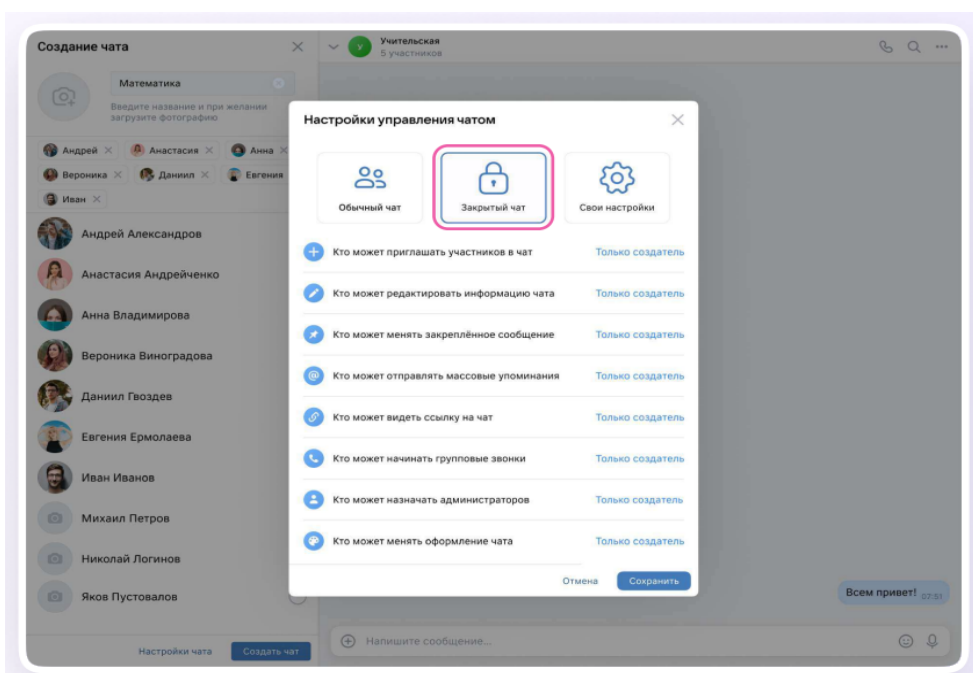 Создание чата
Учительская
5 участников
Математика
Введите название и при желании
загрузите фотографию
Андрей
Анастасия
Анна
Вероника
Даниил
Евгения
Иван
Андрей Александров
Анастасия Андрейченко
Анна Владимирова
Вероника Виноградова
Даниил Гвоздев
Евгения Ермолаева
Иван Иванов
Михаил Петров
Николай Логинов
Яков Пустовалов
Настройки чата
Создать чат
Настройки управления чатом
Обычный чат
Закрытый чат
Свои настройки
Кто может приглашать участников в чат Только создатель
Кто может редактировать информацию чата Только создатель
Кто может менять закреплённое сообщение Только создатель
Кто может отправлять массовые упоминания Только создатель
Кто может видеть ссылку на чат Только создатель
Кто может начинать групповые звонки Только создатель
Кто может назначать администраторов Только создатель
Кто может менять оформление чата Только создатель
Отмена
Сохранить
Всем привет! 07:51
Напишите сообщение...